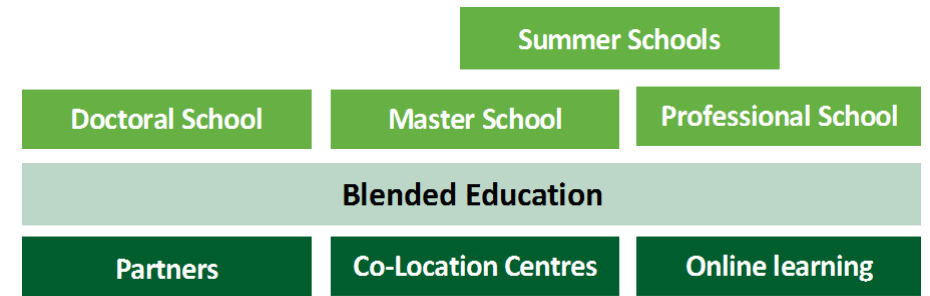 Summer Schools
Doctoral School
Master School
Professional School
Blended Education
Partners
Co-Location Centres
Online learning